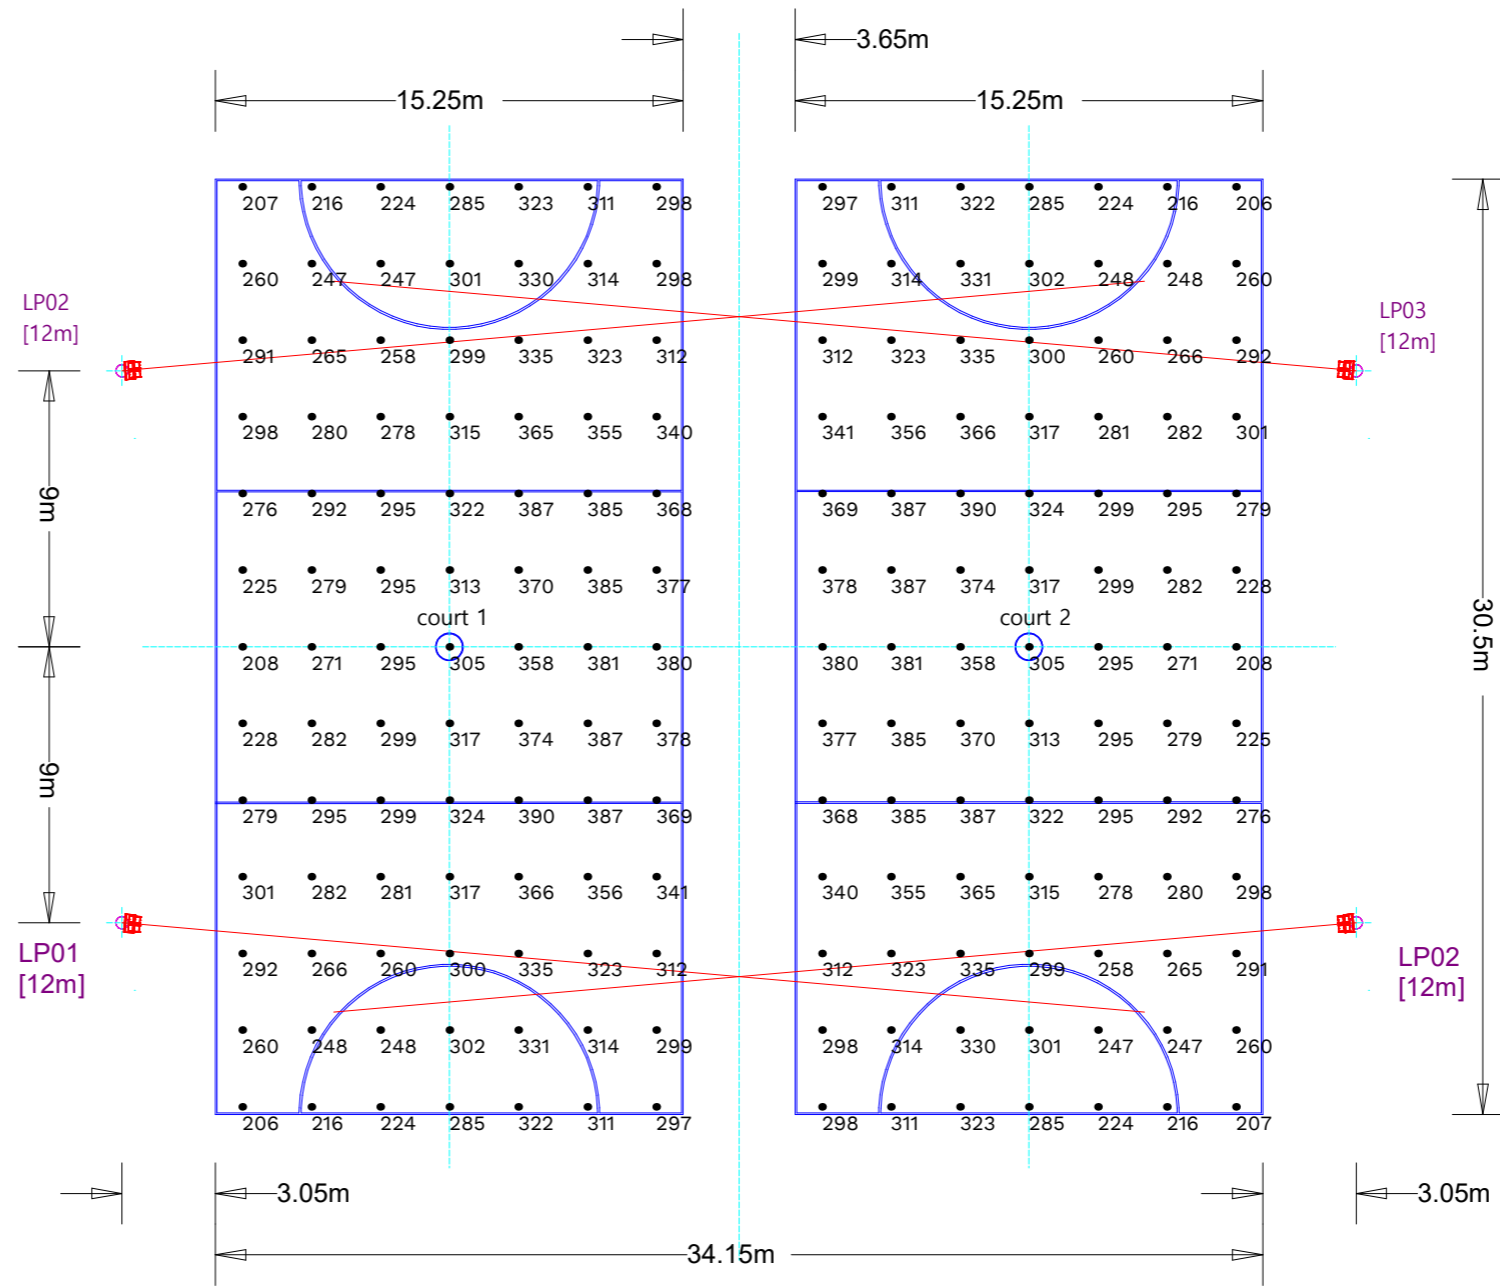 3.65m
15.25m 15.25m
207 216 224 285 323 311 298 297 311 322 285 224 216 206
260 247 247 301 330 314 298 299 314 331 302 248 248 260
LP02 LP03
[12m] [12m]
291 265 258 299 335 323 312 312 323 335 300 260 266 292
298 280 278 315 365 355 340 341 356 366 317 281 282 301
9m
276 292 295 322 387 385 368 369 387 390 324 299 295 279
225 279 295 313 370 385 377 378 387 374 317 299 282 228
court 1 court 2
30.5m
208 271 295 305 358 381 380 380 381 358 305 295 271 208
228 282 299 317 374 387 378 377 385 370 313 295 279 225
9m
279 295 299 324 390 387 369 368 385 387 322 295 292 276
301 282 281 317 366 356 341 340 355 365 315 278 280 298
LP01 LP02
[12m] [12m]
292 266 260 300 335 323 312 312 323 335 299 258 265 291
260 248 248 302 331 314 299 298 314 330 301 247 247 260
206 216 224 285 322 311 297 298 311 323 285 224 216 207
3.05m 3.05m
34.15m